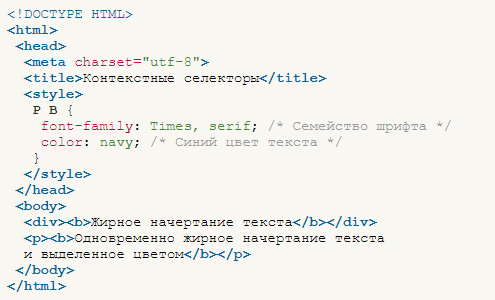 <!DOCTYPE HTML>
<html>
<head>
<meta charset="utf-8">
<title>Контекстные селекторы</title>
<style>
P B {
font-family: Times, serif; /* Семейство шрифта */
color: navy; /* Синий цвет текста */
}
</style>
</head>
<body>
<div><b>Жирное начертание текста</b></div>
<p><b>Одновременно жирное начертание текста
и выделенное цветом</b></p>
</body>
</html>